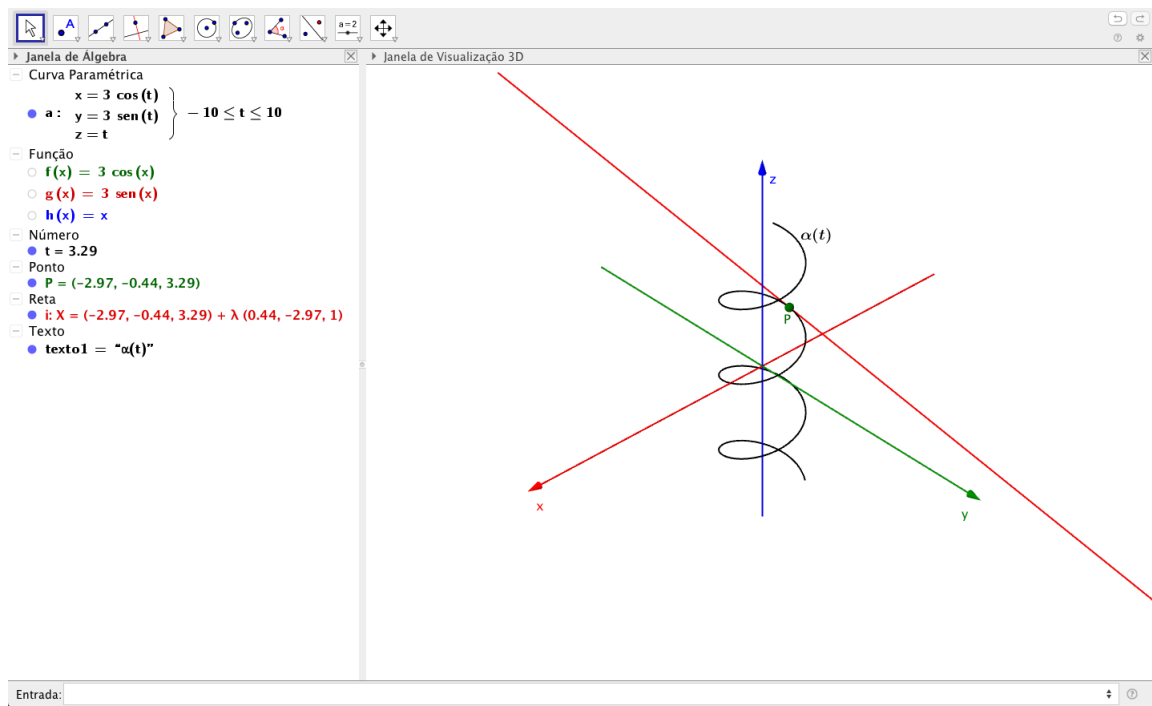 A
a=2
Janela de Álgebra
Janela de Visualização 3D
Curva Paramétrica
x = 3 cos (t)
a : y = 3 sen (t) } − 10 ≤ t ≤ 10
z = t
Função
f (x) = 3 cos (x)
g (x) = 3 sen (x)
h (x) = x
Número
t = 3.29
Ponto
P = (-2.97, -0.44, 3.29)
Reta
i: X = (-2.97, -0.44, 3.29) + λ (0.44, -2.97, 1)
Texto
texto1 = “α(t)”
z
α(t)
P
x
y
Entrada: